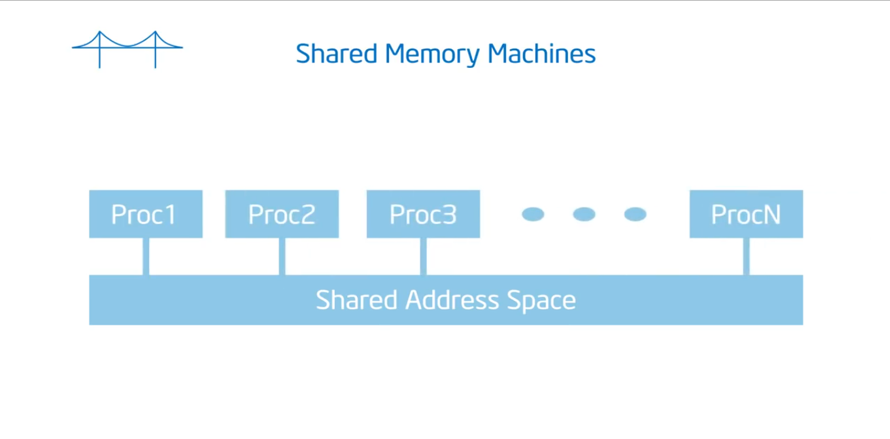 Shared Memory Machines
Proc1 Proc2 Proc3 ProcN
Shared Address Space